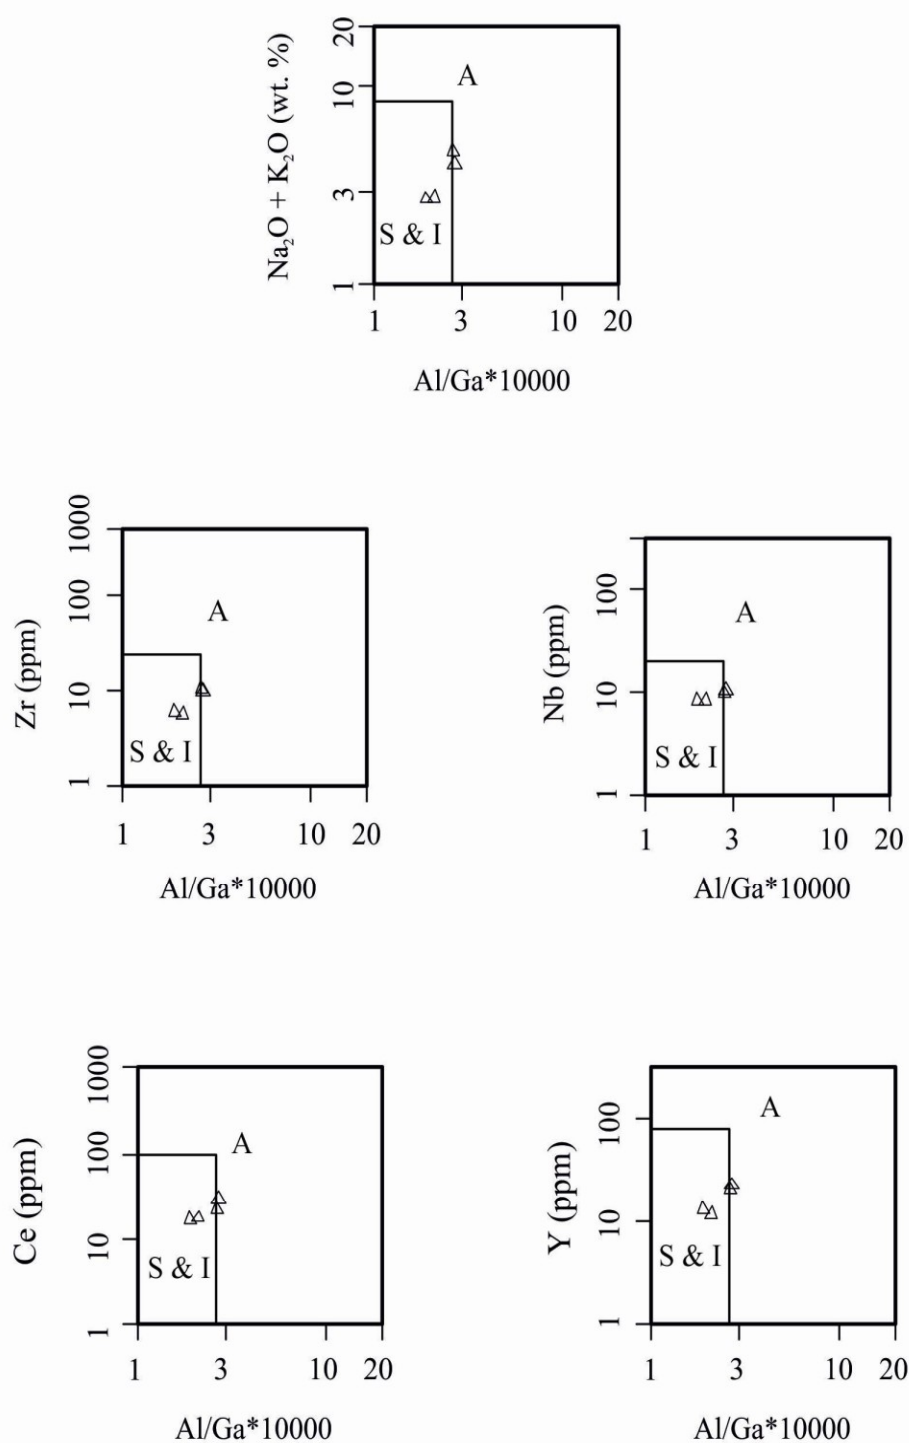 Na₂O + K₂O (wt. %)
20
10
3
1
A
S & I
1 3 10 20
Al/Ga*10000
Zr (ppm)
1000
100
10
1
A
S & I
1 3 10 20
Al/Ga*10000
Nb (ppm)
100
10
1
A
S & I
1 3 10 20
Al/Ga*10000
Ce (ppm)
1000
100
10
1
A
S & I
1 3 10 20
Al/Ga*10000
Y (ppm)
100
10
1
A
S & I
1 3 10 20
Al/Ga*10000